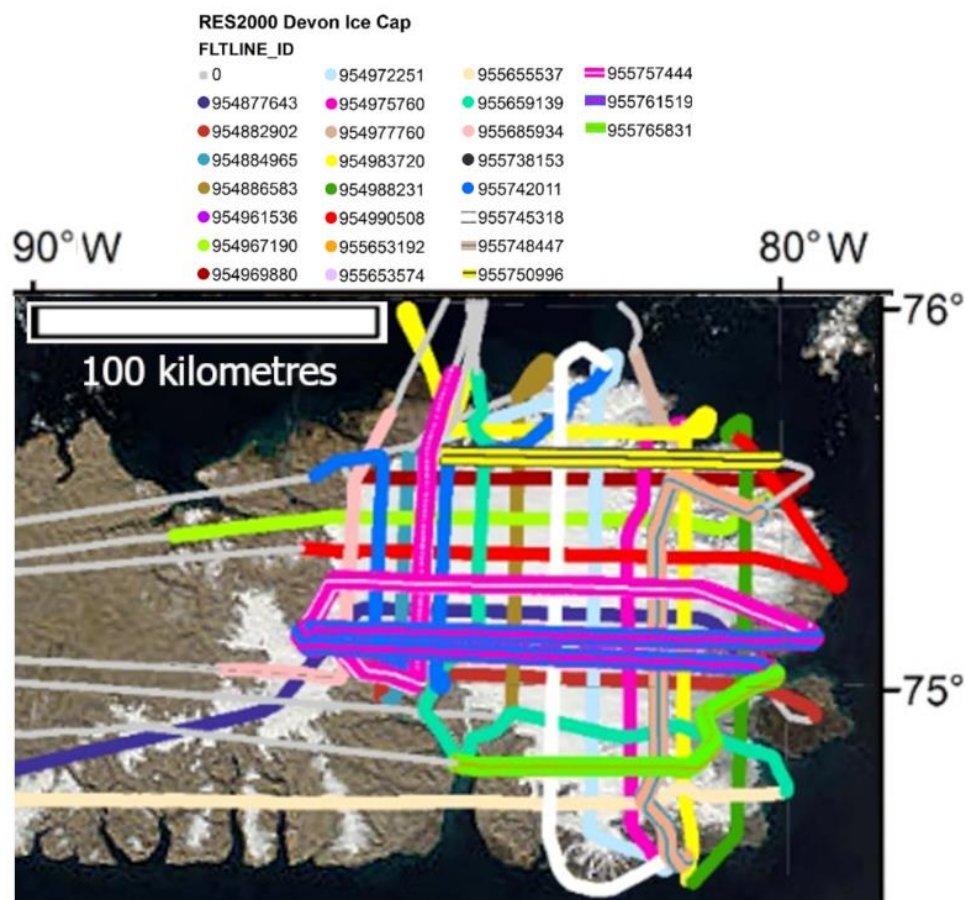 RES2000 Devon Ice Cap
FLTLINE_ID
0 954972251 955655537 955757444
954877643 954975760 955659139 955761519
954882902 954977760 955685934 955765831
954884965 954983720 955738153
954886583 954988231 955742011
954961536 954990508 955745318
954967190 955653192 955748447
954969880 955653574 955750996
90° W 80° W
76°
100 kilometres
75°